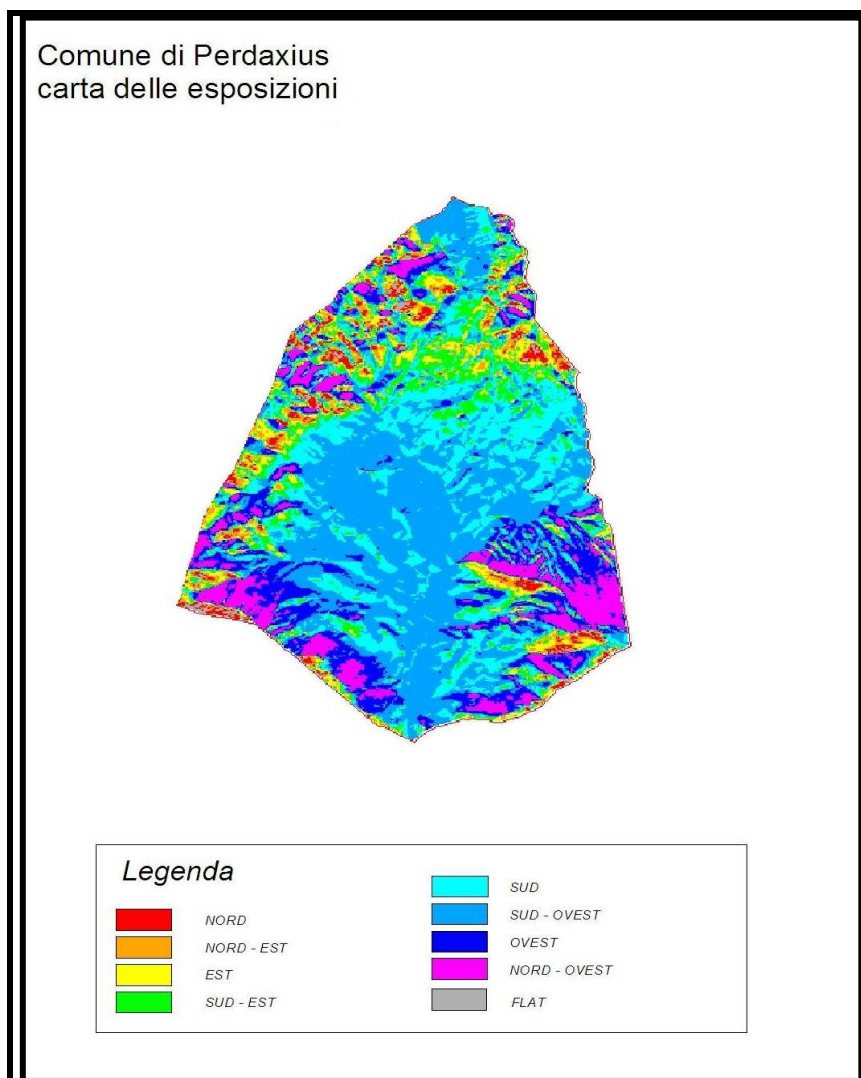 Comune di Perdaxius
carta delle esposizioni
Legenda
NORD
NORD - EST
EST
SUD - EST
SUD
SUD - OVEST
OVEST
NORD - OVEST
FLAT